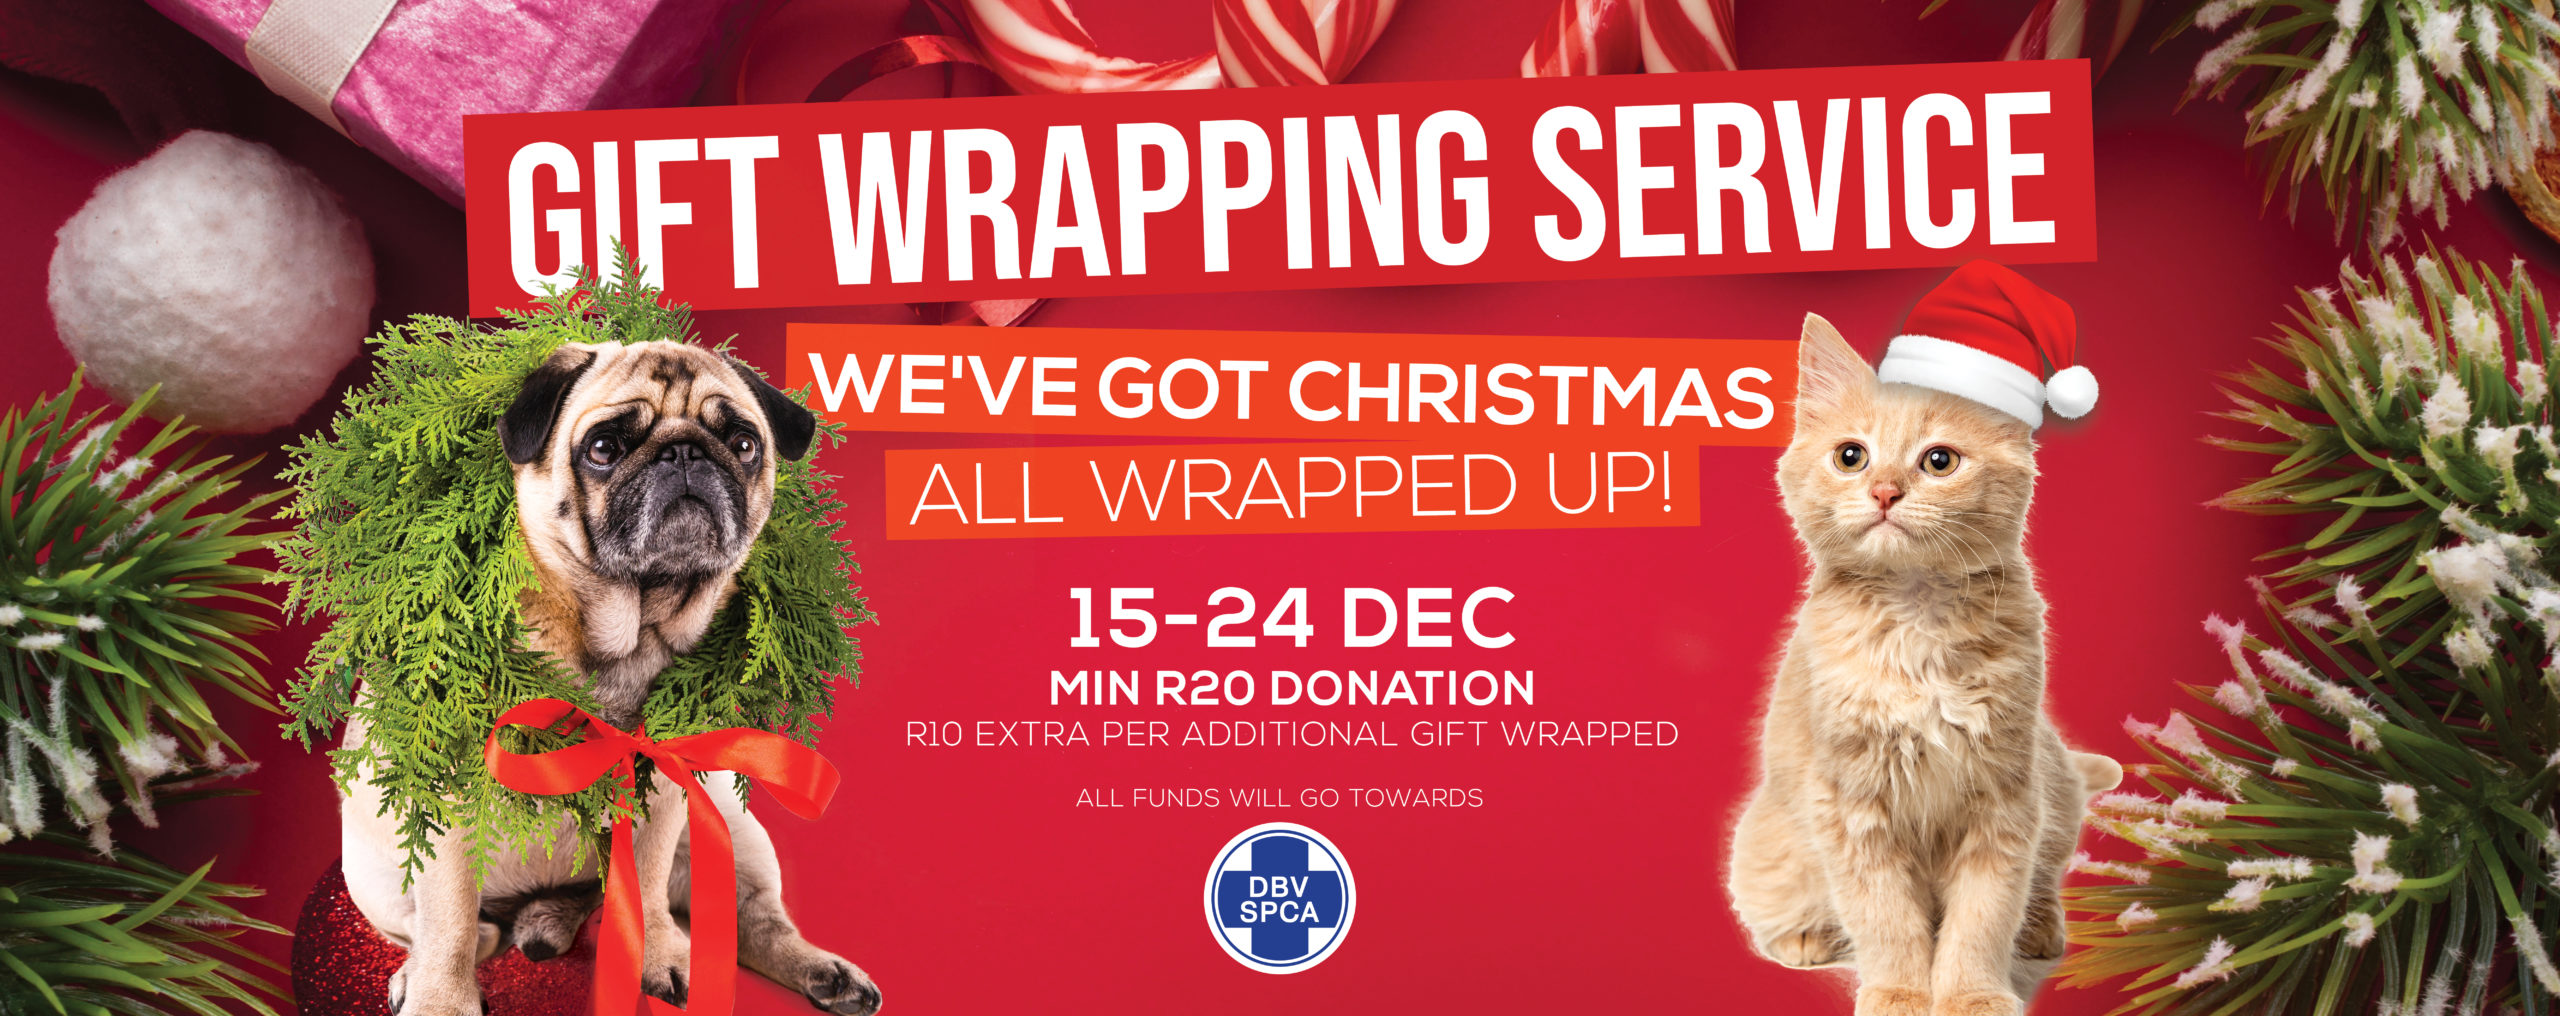 GIFT WRAPPING SERVICE
WE'VE GOT CHRISTMAS
ALL WRAPPED UP!
15-24 DEC
MIN R20 DONATION
R10 EXTRA PER ADDITIONAL GIFT WRAPPED
ALL FUNDS WILL GO TOWARDS
DBV
SPCA